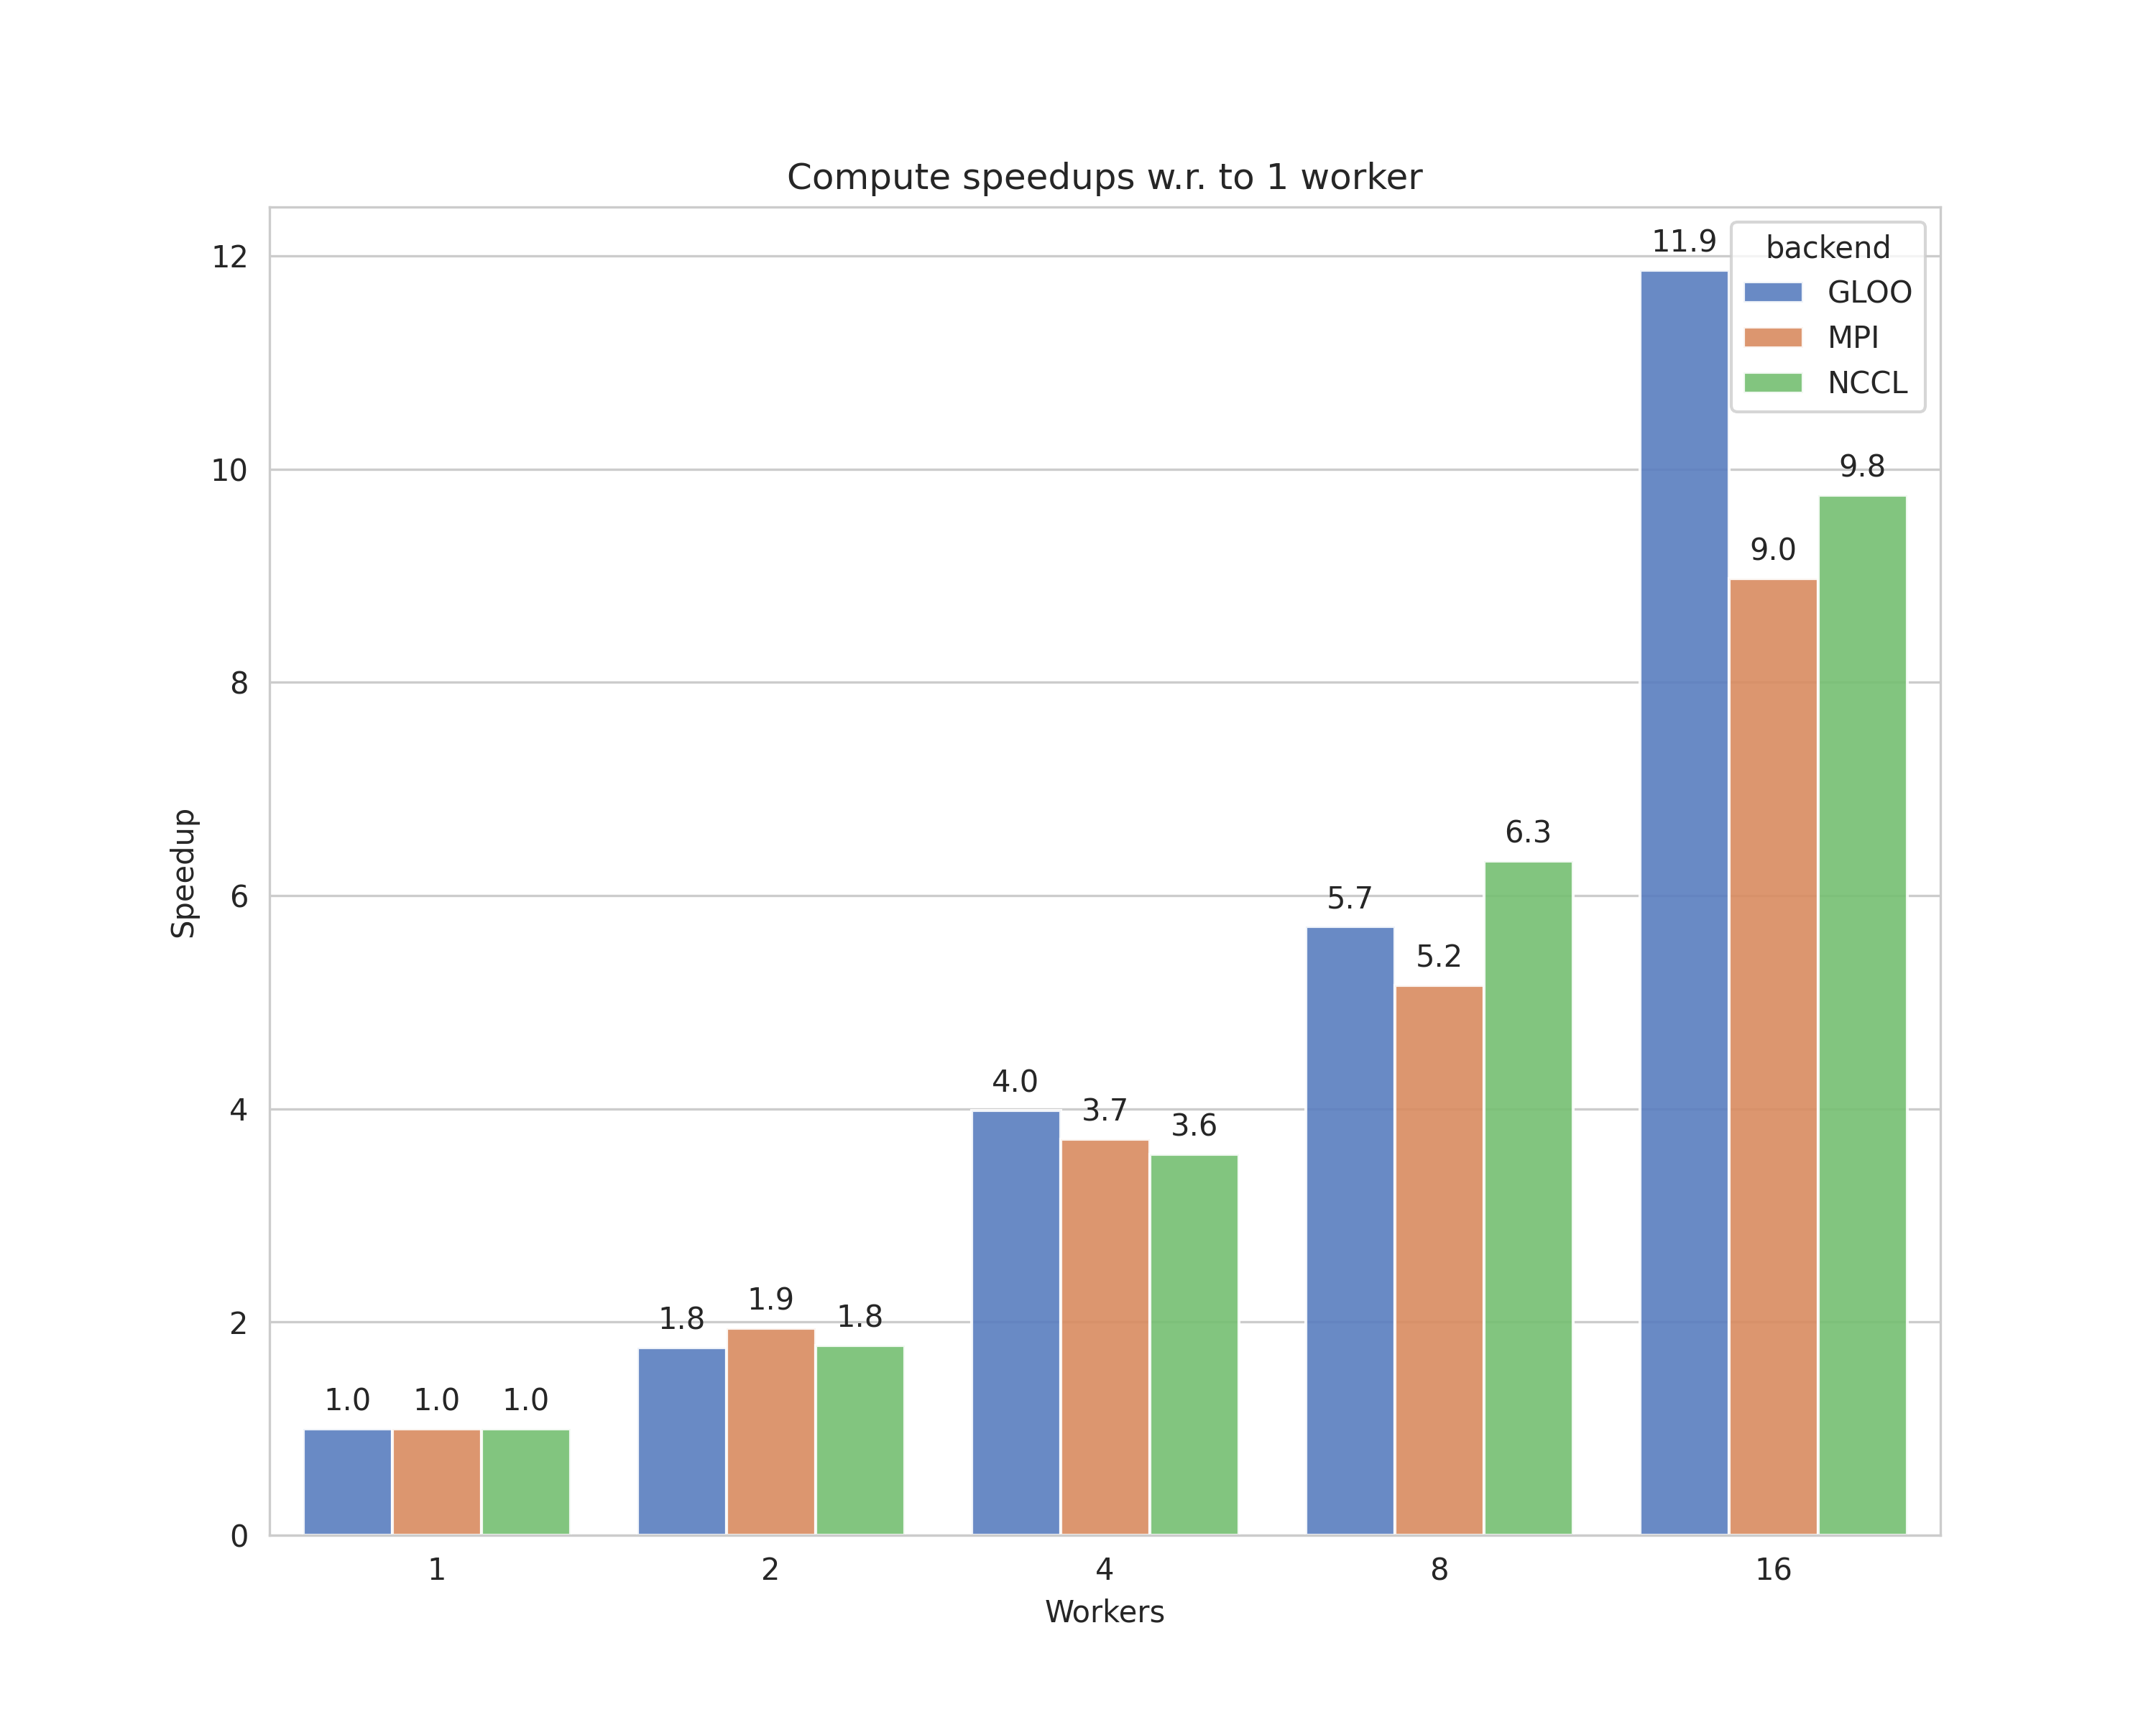 Compute speedups w.r. to 1 worker
backend
GLOO
MPI
NCCL
12
10
8
6
4
2
0
Speedup
1.0 1.0 1.0
1.8 1.9 1.8
4.0 3.7 3.6
5.7 5.2 6.3
11.9 9.0 9.8
1 2 4 8 16
Workers